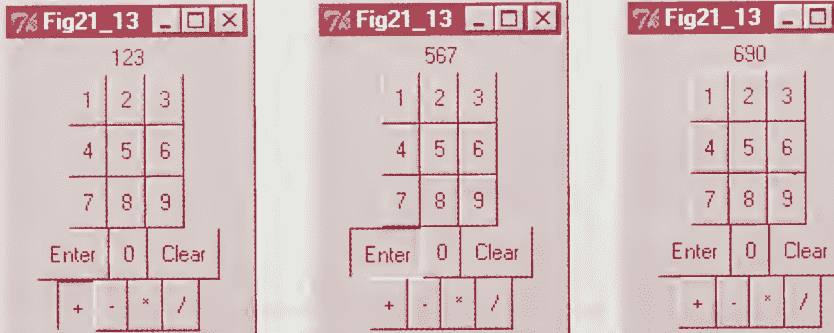 Fig21_13
123
1 2 3
4 5 6
7 8 9
Enter 0 Clear
+ - * /
Fig21_13
567
1 2 3
4 5 6
7 8 9
Enter 0 Clear
+ - * /
Fig21_13
690
1 2 3
4 5 6
7 8 9
Enter 0 Clear
+ - * /